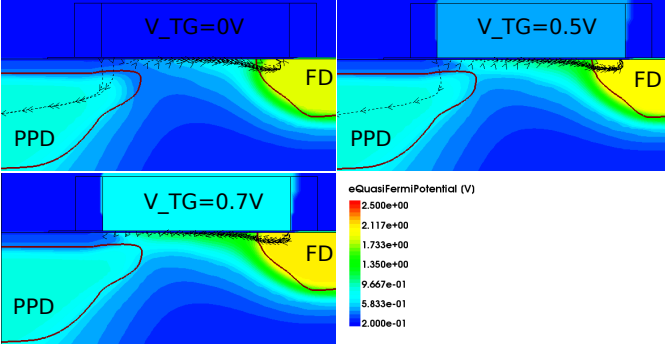 V_TG=0V
FD
PPD
V_TG=0.5V
FD
PPD
V_TG=0.7V
FD
PPD
eQuasiFermiPotential (V)
2.500e+00
2.117e+00
1.733e+00
1.350e+00
9.667e-01
5.833e-01
2.000e-01